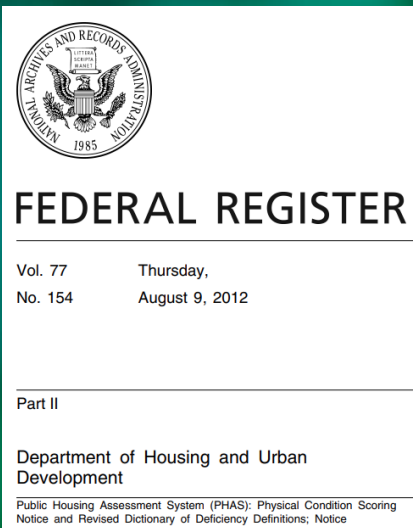 NATIONAL ARCHIVES AND RECORDS ADMINISTRATION
LITTERA
SCRIPTA
MANET
1985
FEDERAL REGISTER
Vol. 77 Thursday,
No. 154 August 9, 2012
Part II
Department of Housing and Urban
Development
Public Housing Assessment System (PHAS): Physical Condition Scoring
Notice and Revised Dictionary of Deficiency Definitions; Notice